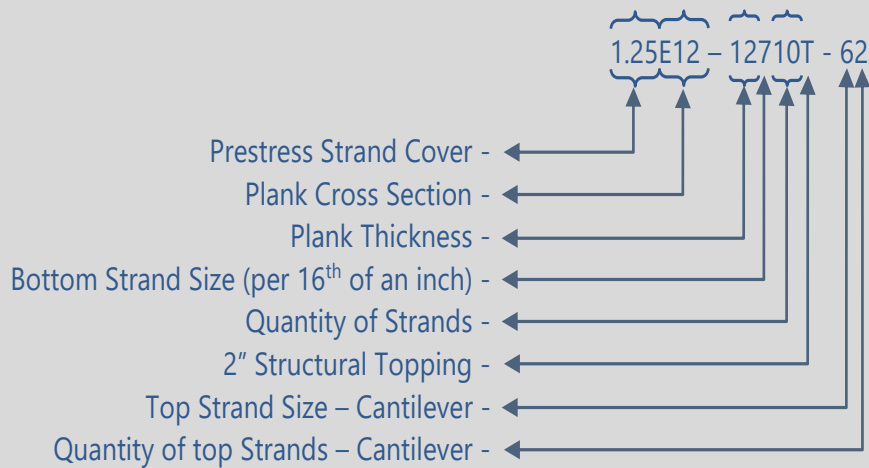 1.25E12 – 12710T - 62
Prestress Strand Cover -
Plank Cross Section -
Plank Thickness -
Bottom Strand Size (per 16th of an inch) -
Quantity of Strands -
2” Structural Topping -
Top Strand Size – Cantilever -
Quantity of top Strands – Cantilever -